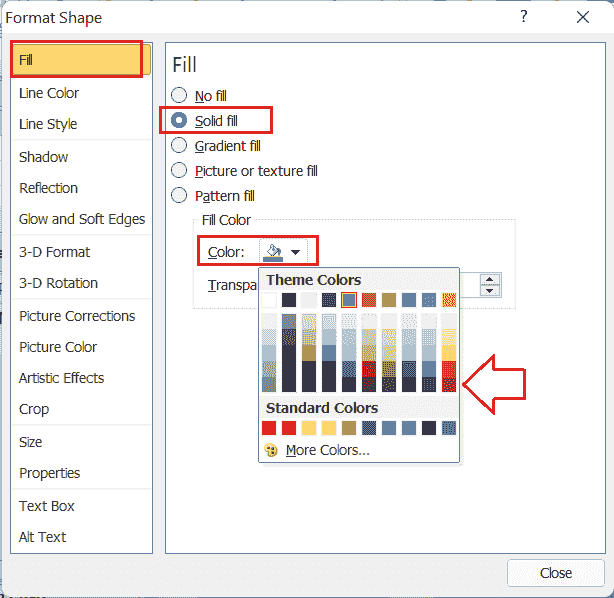 Format Shape
?
Fill
Line Color
Line Style
Shadow
Reflection
Glow and Soft Edges
3-D Format
3-D Rotation
Picture Corrections
Picture Color
Artistic Effects
Crop
Size
Properties
Text Box
Alt Text
Fill
No fill
Solid fill
Gradient fill
Picture or texture fill
Pattern fill
Fill Color
Color:
Transpa
Theme Colors
Standard Colors
More Colors...
Close